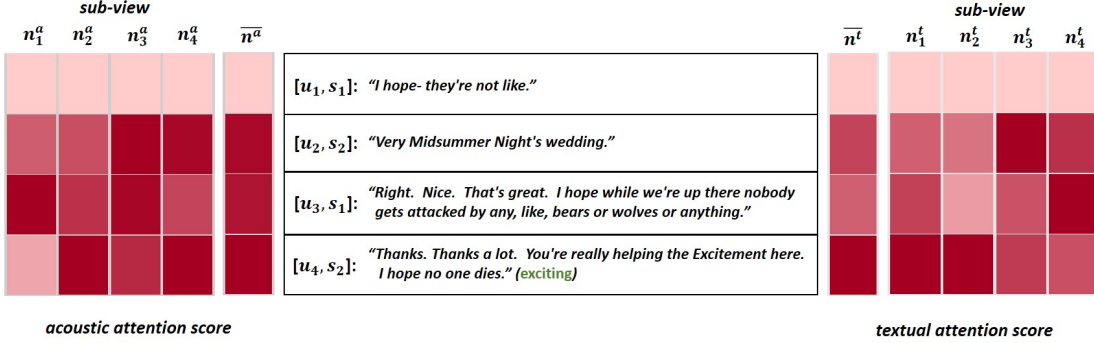 sub-view
n₁ᵃ n₂ᵃ n₃ᵃ n₄ᵃ n̅ᵃ
sub-view
n̅ᵗ n₁ᵗ n₂ᵗ n₃ᵗ n₄ᵗ
[u₁, s₁]: “I hope- they're not like.”
[u₂, s₂]: “Very Midsummer Night's wedding.”
[u₃, s₁]: “Right. Nice. That's great. I hope while we're up there nobody
gets attacked by any, like, bears or wolves or anything.”
[u₄, s₂]: “Thanks. Thanks a lot. You're really helping the Excitement here.
I hope no one dies.” (exciting)
acoustic attention score
textual attention score